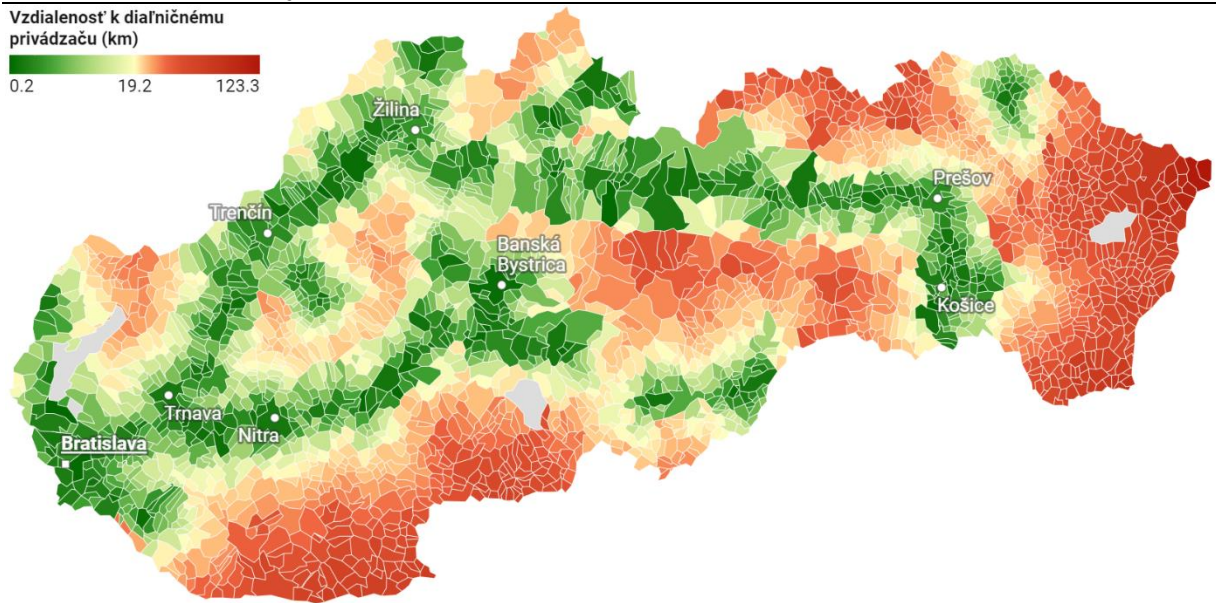 Vzdialenosť k diaľničnému
privádzaču (km)
0.2 19.2 123.3
Žilina
Prešov
Trenčín
Banská
Bystrica
Košice
Trnava
Nitra
Bratislava